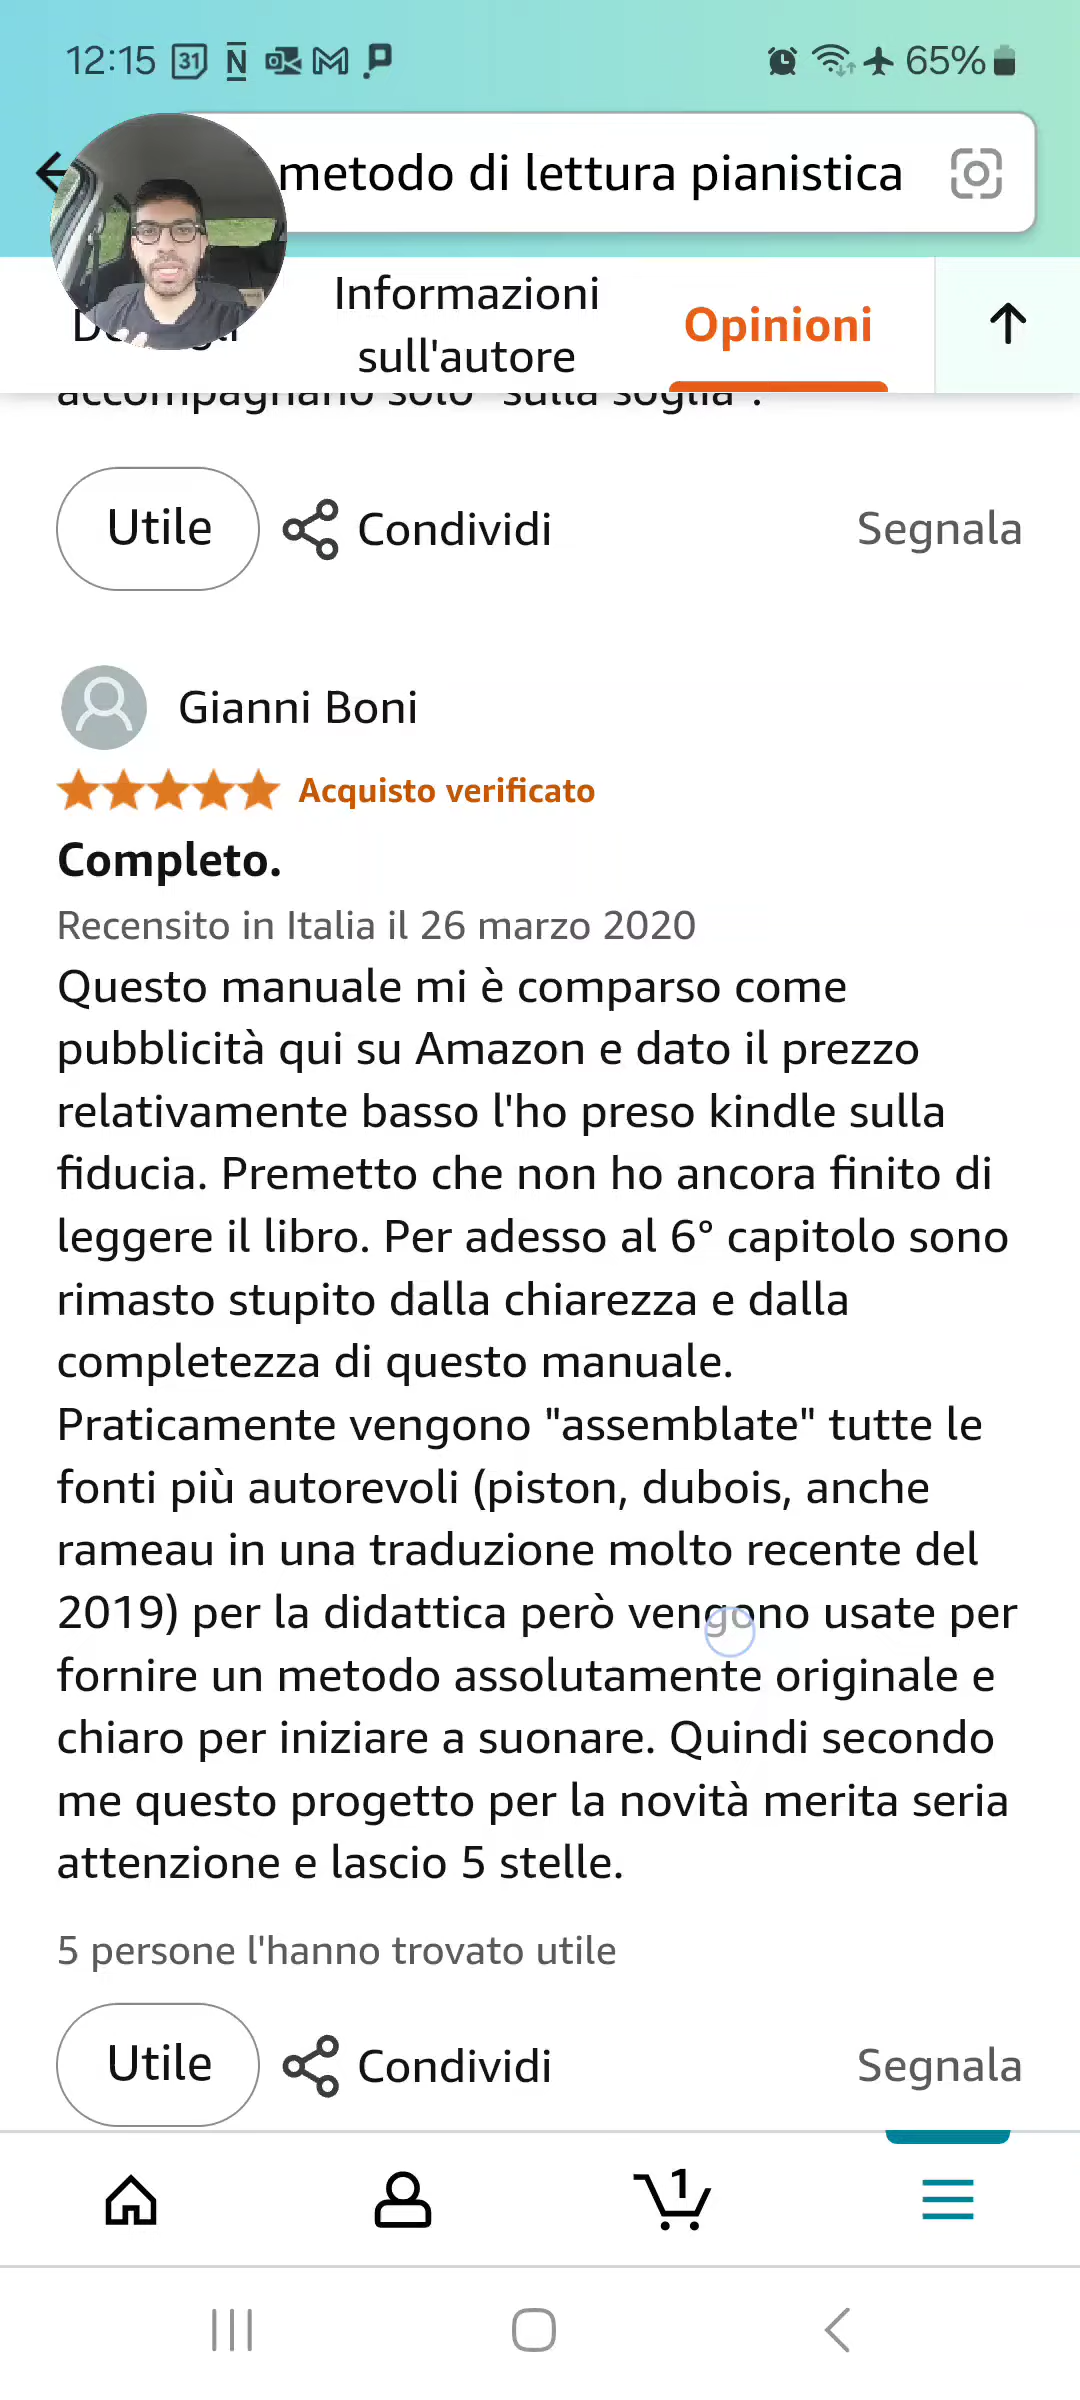 12:15 31 N 65%
metodo di lettura pianistica
Informazioni
sull'autore
Opinioni
accompagnano solo "sulla soglia".
Utile Condividi Segnala
Gianni Boni
Acquisto verificato
Completo.
Recensito in Italia il 26 marzo 2020
Questo manuale mi è comparso come
pubblicità qui su Amazon e dato il prezzo
relativamente basso l'ho preso kindle sulla
fiducia. Premetto che non ho ancora finito di
leggere il libro. Per adesso al 6° capitolo sono
rimasto stupito dalla chiarezza e dalla
completezza di questo manuale.
Praticamente vengono "assemblate" tutte le
fonti più autorevoli (piston, dubois, anche
rameau in una traduzione molto recente del
2019) per la didattica però vengono usate per
fornire un metodo assolutamente originale e
chiaro per iniziare a suonare. Quindi secondo
me questo progetto per la novità merita seria
attenzione e lascio 5 stelle.
5 persone l'hanno trovato utile
Utile Condividi Segnala
1